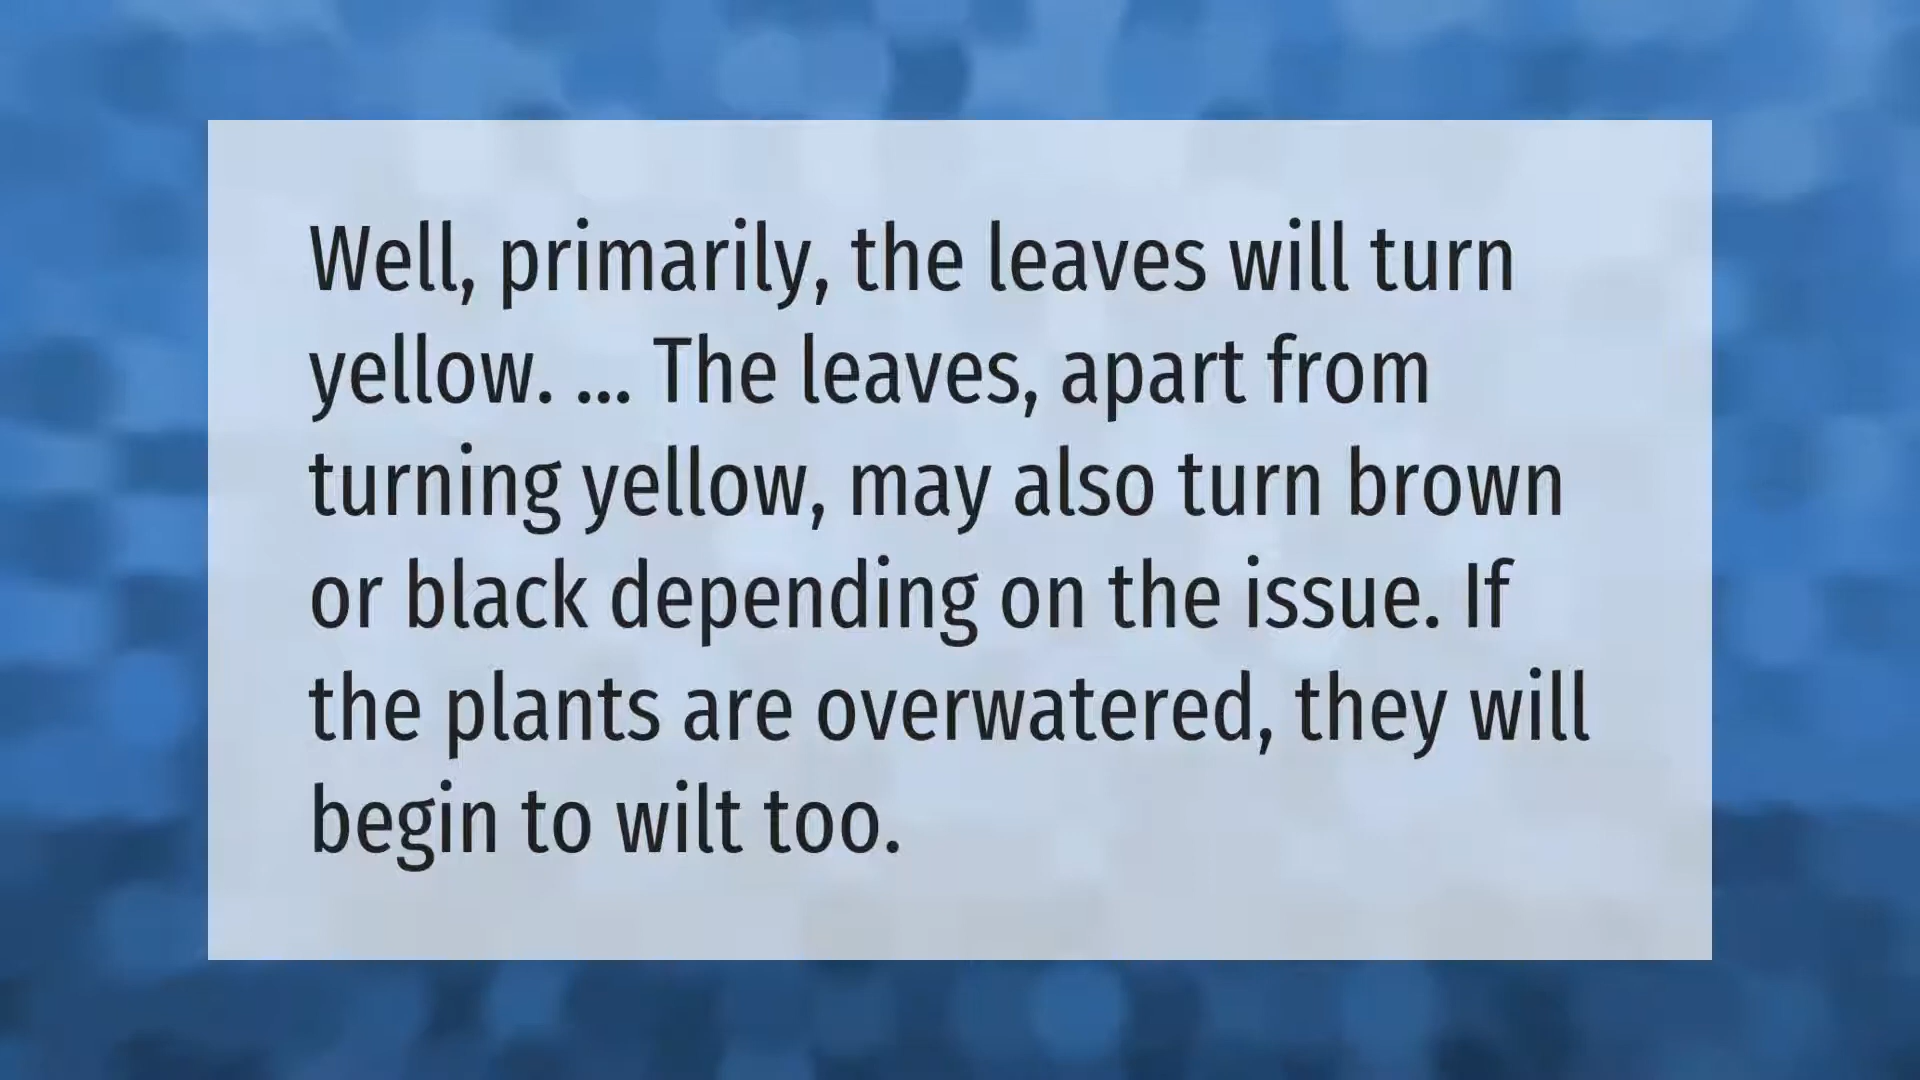 Well, primarily, the leaves will turn
yellow. ... The leaves, apart from
turning yellow, may also turn brown
or black depending on the issue. If
the plants are overwatered, they will
begin to wilt too.